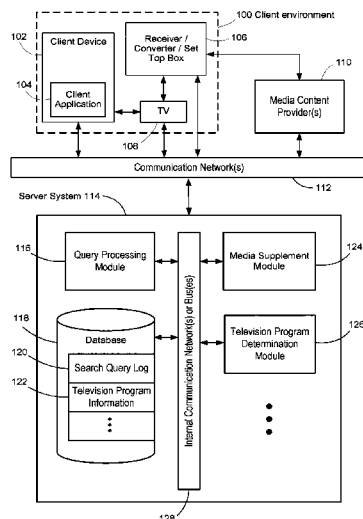 100 Client environment
102
Client Device
104
Client
Application
Receiver /
Converter / Set
Top Box
106
TV
108
110
Media Content
Provider(s)
Communication Network(s)
112
Server System 114
116
Query Processing
Module
Media Supplement
Module
124
118
Database
120
Search Query Log
122
Television Program
Information
Internal Communication Network(s) or Bus(es)
Television Program
Determination
Module
126
128